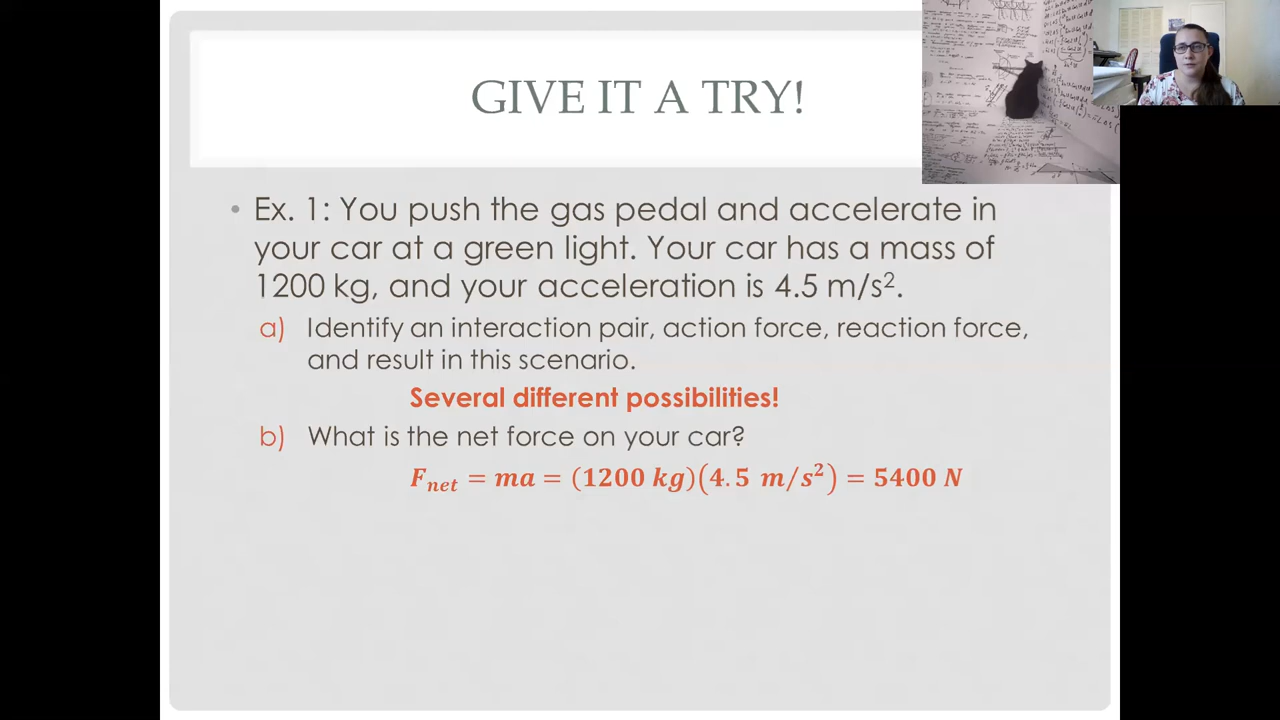 GIVE IT A TRY!
• Ex. 1: You push the gas pedal and accelerate in
your car at a green light. Your car has a mass of
1200 kg, and your acceleration is 4.5 m/s².
a) Identify an interaction pair, action force, reaction force,
and result in this scenario.
Several different possibilities!
b) What is the net force on your car?
F_net = ma = (1200 kg)(4.5 m/s²) = 5400 N